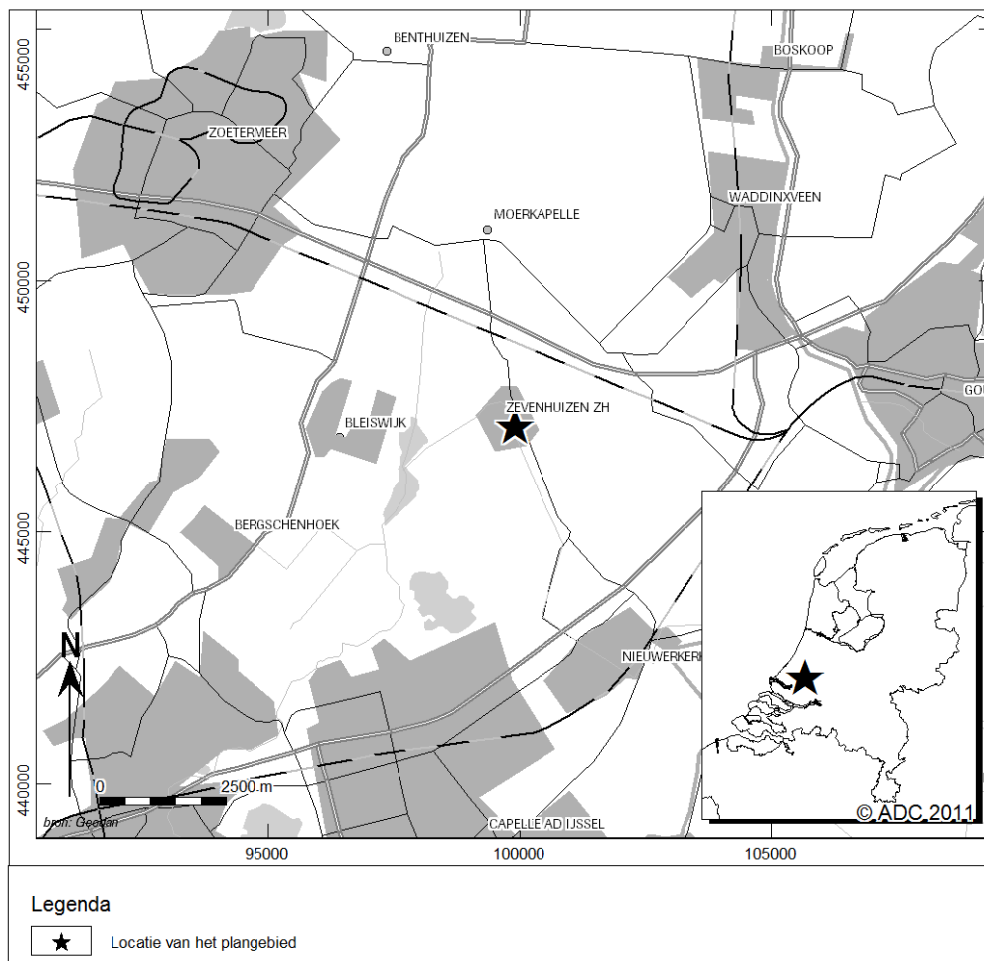 BENTHUIZEN
BOSKOOP
455000
ZOETERMEER
WADDINXVEEN
MOERKAPELLE
450000
ZEVENHUIZEN ZH
GOU
BLEISWIJK
445000
BERGSCHENHOEK
N
NIEUWERKERK
440000
0 2500 m
bron: Geodan
CAPELLE AD IJSSEL
© ADC 2011
95000 100000 105000
Legenda
Locatie van het plangebied